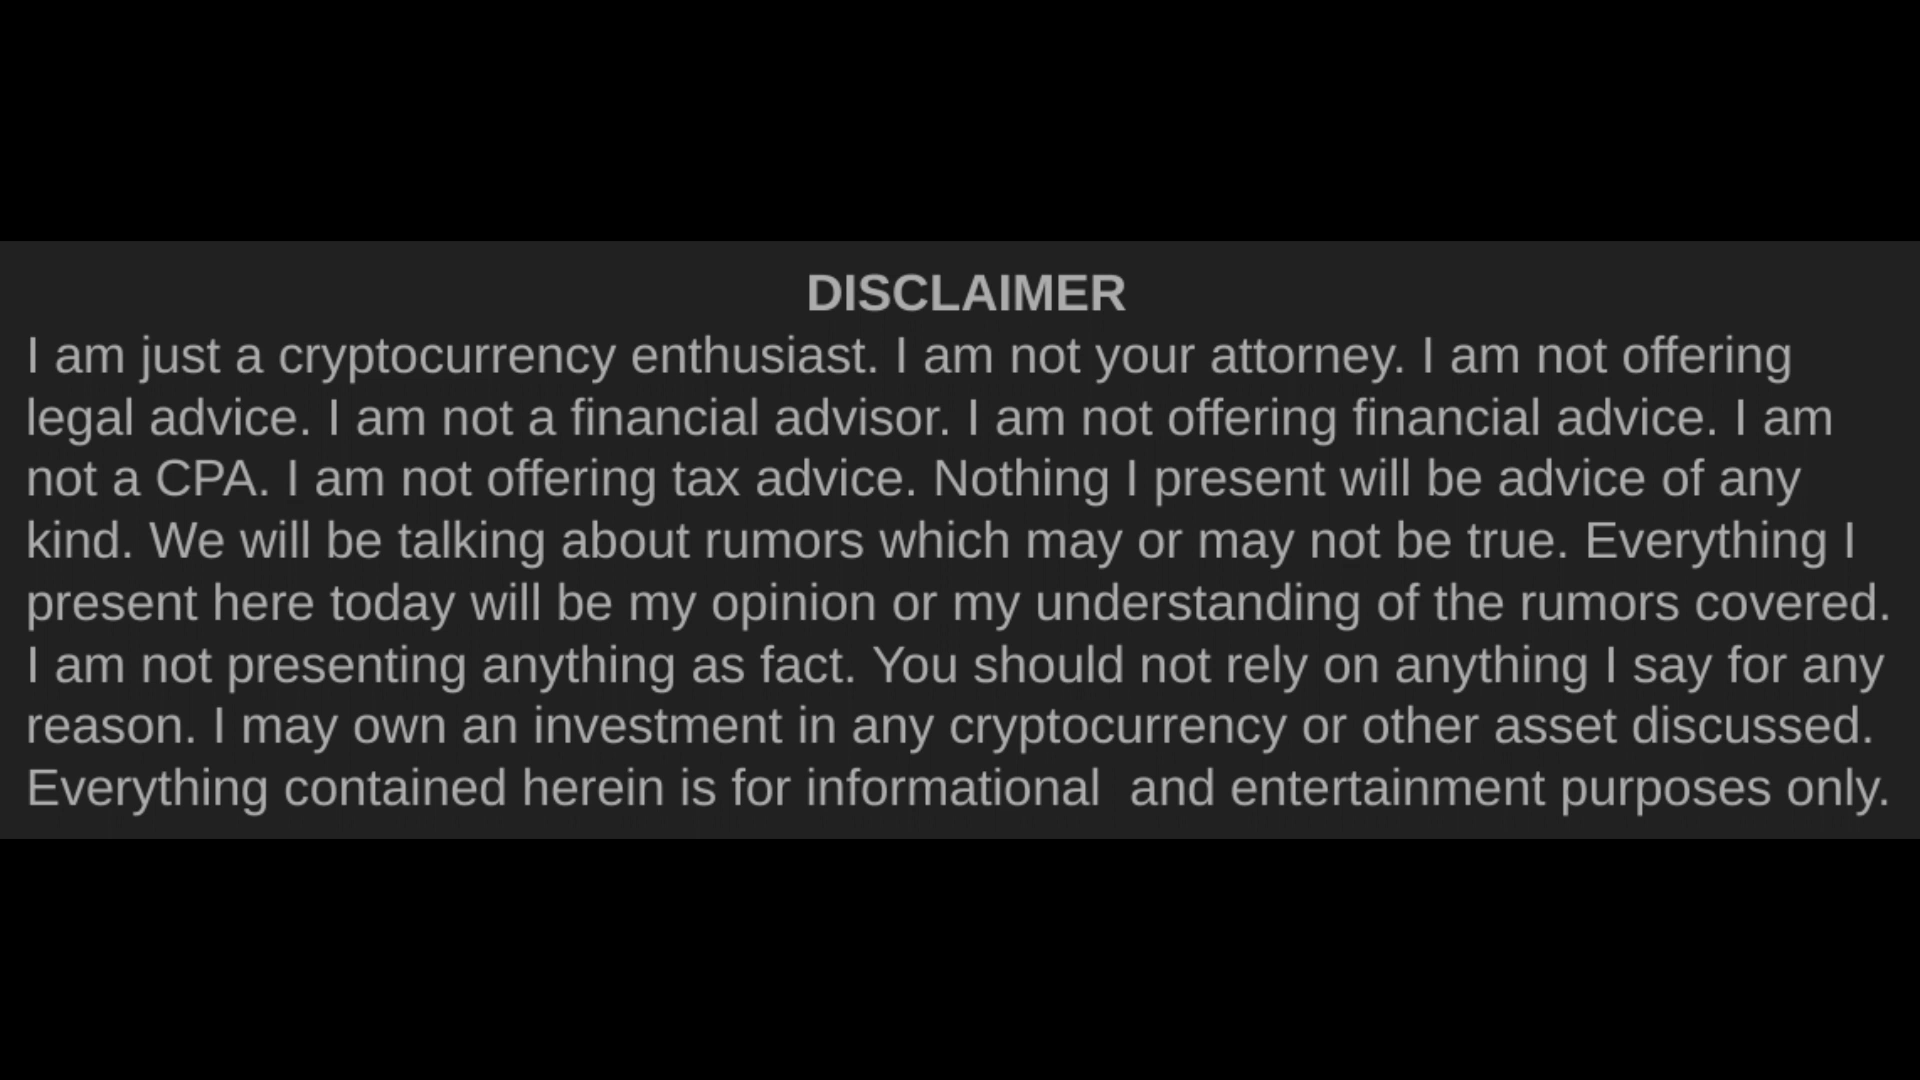 DISCLAIMER
I am just a cryptocurrency enthusiast. I am not your attorney. I am not offering
legal advice. I am not a financial advisor. I am not offering financial advice. I am
not a CPA. I am not offering tax advice. Nothing I present will be advice of any
kind. We will be talking about rumors which may or may not be true. Everything I
present here today will be my opinion or my understanding of the rumors covered.
I am not presenting anything as fact. You should not rely on anything I say for any
reason. I may own an investment in any cryptocurrency or other asset discussed.
Everything contained herein is for informational  and entertainment purposes only.